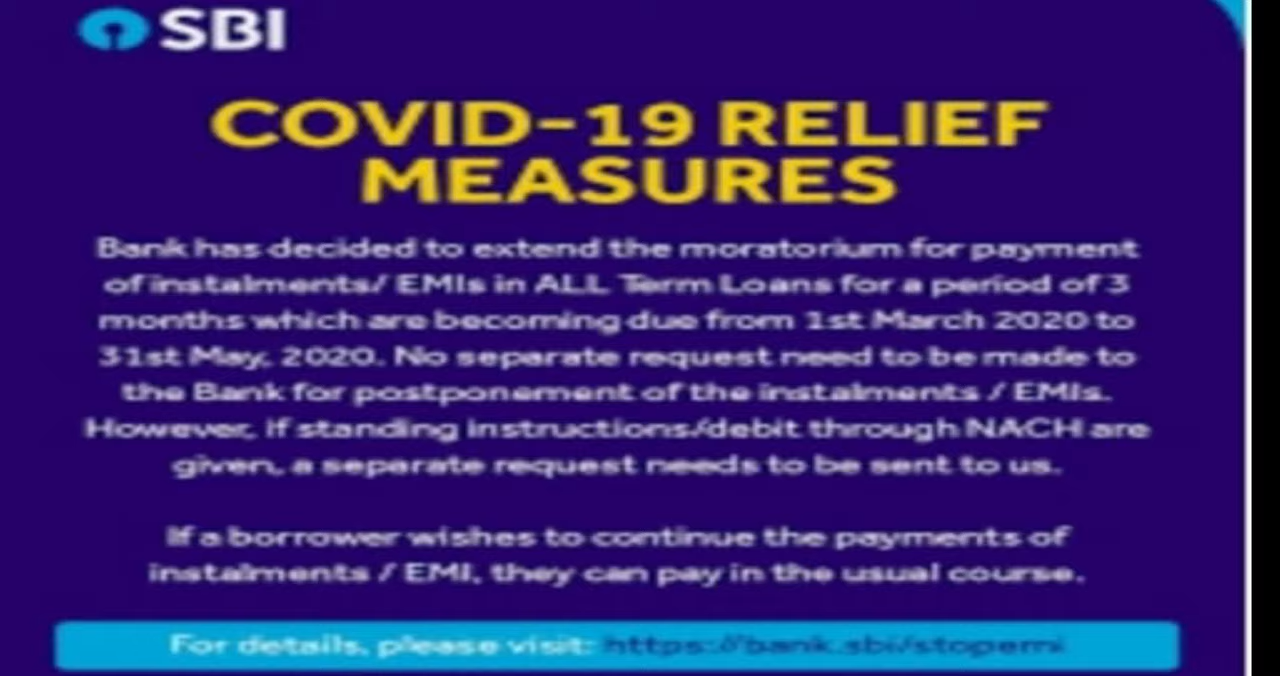 SBI
COVID-19 RELIEF
MEASURES
Bank has decided to extend the moratorium for payment
of instalments/ EMIs in ALL Term Loans for a period of 3
months which are becoming due from 1st March 2020 to
31st May, 2020. No separate request need to be made to
the Bank for postponement of the instalments / EMIs.
However, if standing instructions/debit through NACH are
given, a separate request needs to be sent to us.
If a borrower wishes to continue the payments of
instalments / EMI, they can pay in the usual course.
For details, please visit: https://bank.sbi/stopemi